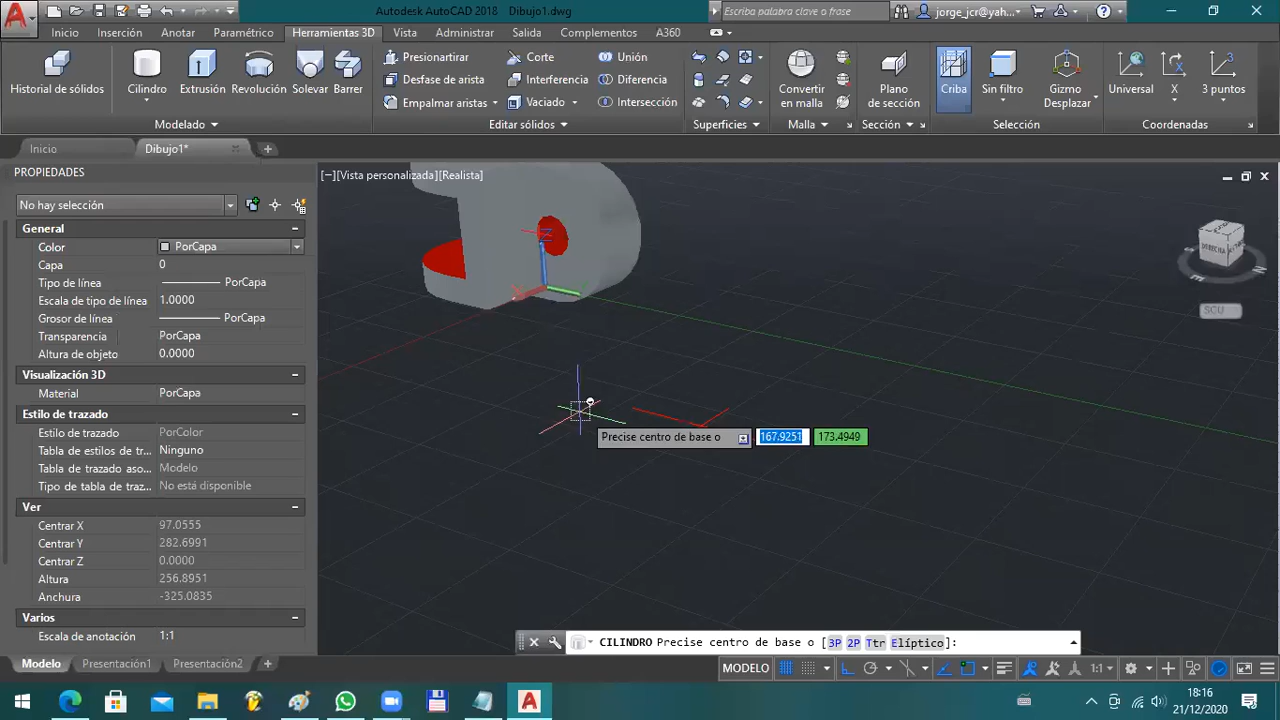 Autodesk AutoCAD 2018 Dibujo1.dwg
Escriba palabra clave o frase
jorge_jcr@yah...
Inicio Inserción Anotar Paramétrico Herramientas 3D Vista Administrar Salida Complementos A360
Historial de sólidos
Cilindro
Extrusión
Revolución
Solevar
Barrer
Modelado
Presionartirar
Desfase de arista
Empalmar aristas
Corte
Interferencia
Vaciado
Unión
Diferencia
Intersección
Editar sólidos
Superficies
Convertir
en malla
Malla
Plano
de sección
Sección
Criba
Sin filtro
Gizmo
Desplazar
Selección
Universal
X
3 puntos
Coordenadas
Inicio
Dibujo1*
PROPIEDADES
No hay selección
General
Color PorCapa
Capa 0
Tipo de línea PorCapa
Escala de tipo de línea 1.0000
Grosor de línea PorCapa
Transparencia PorCapa
Altura de objeto 0.0000
Visualización 3D
Material PorCapa
Estilo de trazado
Estilo de trazado PorColor
Tabla de estilos de tr... Ninguno
Tabla de trazado aso... Modelo
Tipo de tabla de traz... No está disponible
Ver
Centrar X 97.0555
Centrar Y 282.6991
Centrar Z 0.0000
Altura 256.8951
Anchura -325.0835
Varios
Escala de anotación 1:1
[−][Vista personalizada][Realista]
DERECHA
SCU
Precise centro de base o 167.9251 173.4949
CILINDRO Precise centro de base o [3P 2P Ttr Elíptico]:
Modelo Presentación1 Presentación2
MODELO 1:1
18:16
21/12/2020